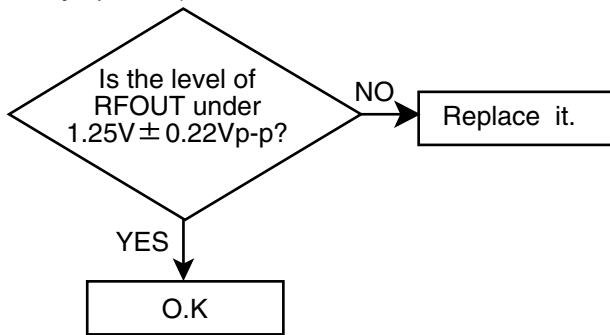 Is the level of
RFOUT under
1.25V ± 0.22Vp-p?
NO
Replace it.
YES
O.K